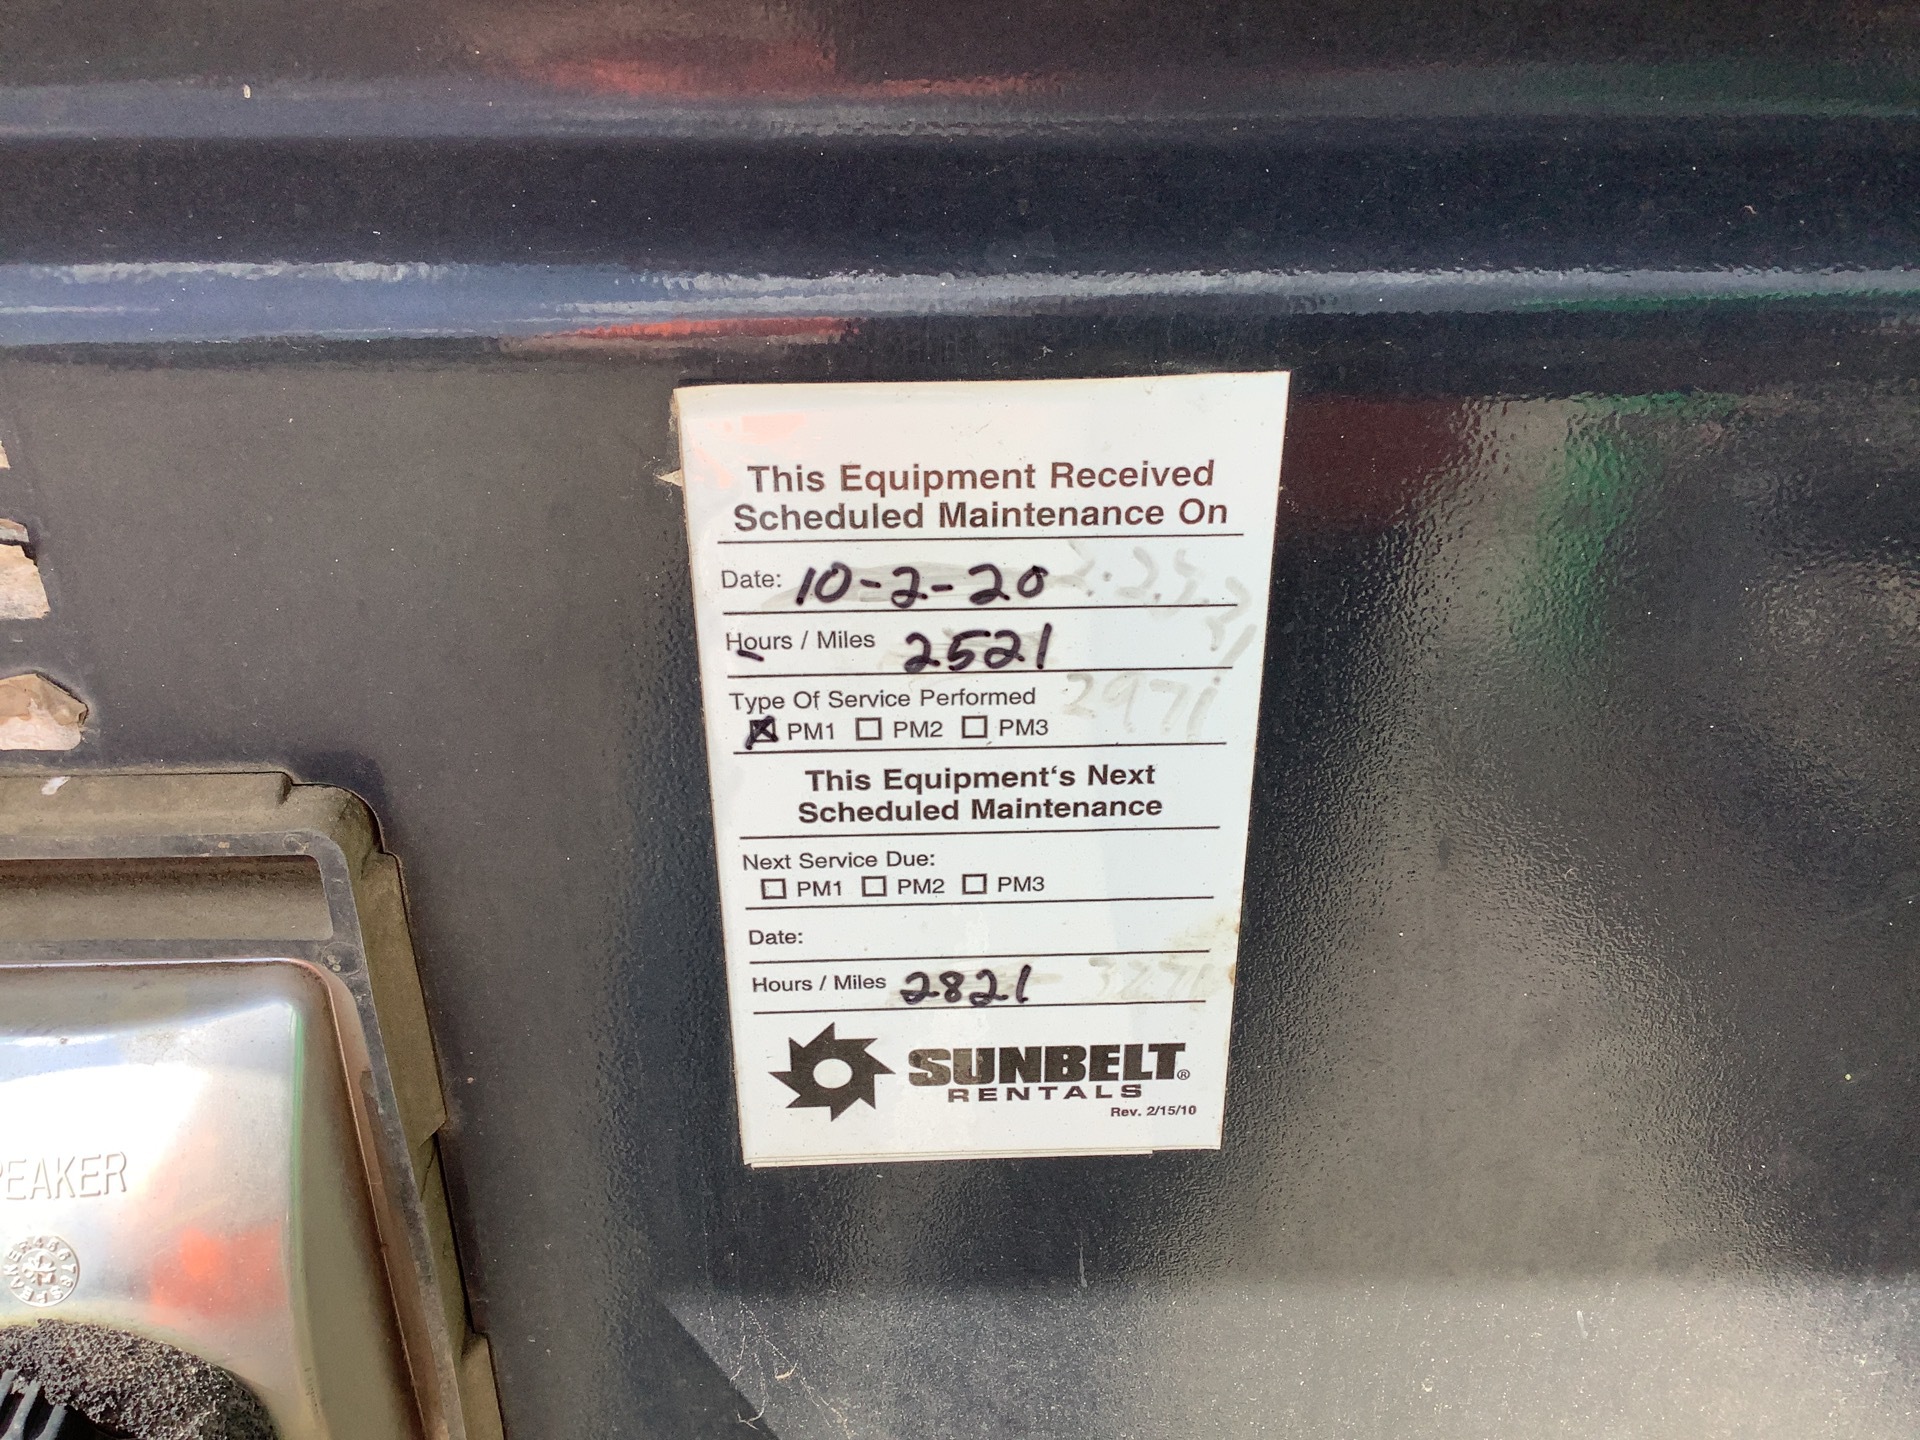 This Equipment Received
Scheduled Maintenance On
Date: 10-2-20
Hours / Miles 2521
2971
Type Of Service Performed
PM1 PM2 PM3
This Equipment's Next
Scheduled Maintenance
Next Service Due:
PM1 PM2 PM3
Date:
Hours / Miles 2821 3271
SUNBELT®
RENTALS
Rev. 2/15/10